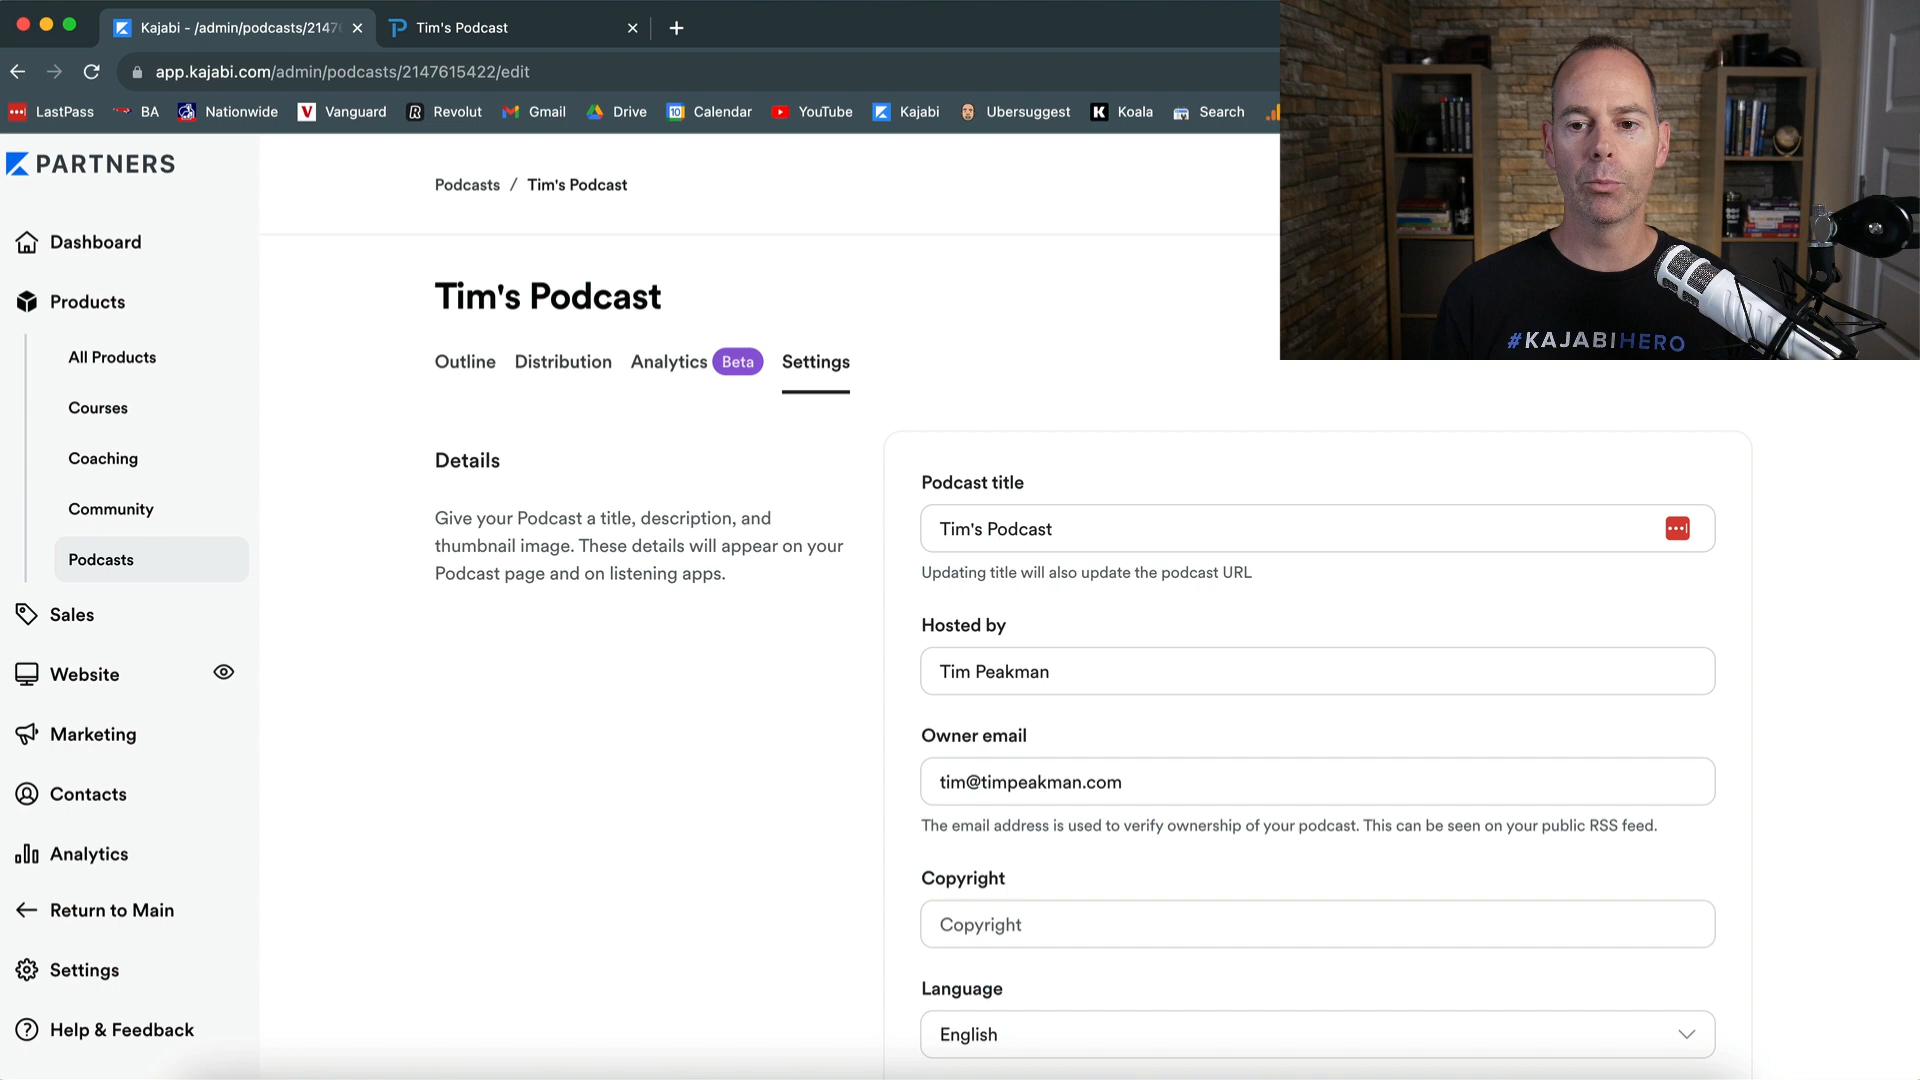 Kajabi - /admin/podcasts/2147
Tim's Podcast
app.kajabi.com/admin/podcasts/2147615422/edit
LastPass
BA
Nationwide
Vanguard
Revolut
Gmail
Drive
Calendar
YouTube
Kajabi
Ubersuggest
Koala
Search
PARTNERS
Dashboard
Products
All Products
Courses
Coaching
Community
Podcasts
Sales
Website
Marketing
Contacts
Analytics
Return to Main
Settings
Help & Feedback
Podcasts / Tim's Podcast
Tim's Podcast
Outline Distribution Analytics Beta Settings
Details
Give your Podcast a title, description, and
thumbnail image. These details will appear on your
Podcast page and on listening apps.
Podcast title
Tim's Podcast
Updating title will also update the podcast URL
Hosted by
Tim Peakman
Owner email
tim@timpeakman.com
The email address is used to verify ownership of your podcast. This can be seen on your public RSS feed.
Copyright
Copyright
Language
English
#KAJABIHERO